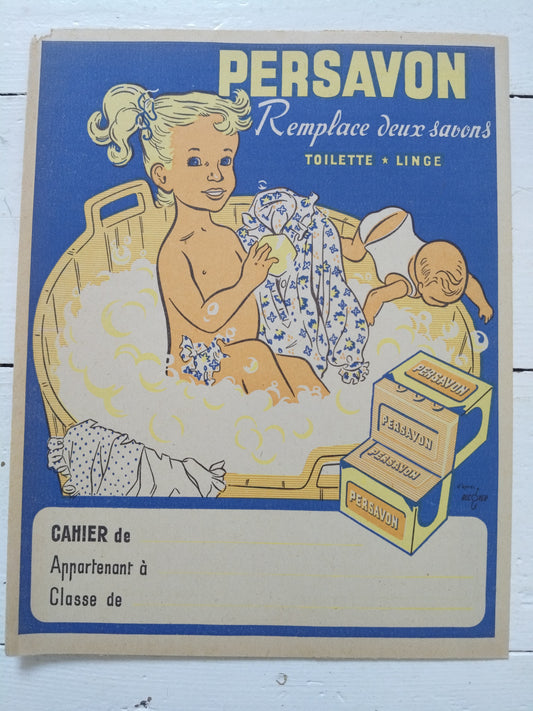 PERSAVON
Remplace deux savons
TOILETTE ★ LINGE
PERSAVON
PERSAVON
PERSAVON
PERSAVON
CAHIER de
Appartenant à
Classe de